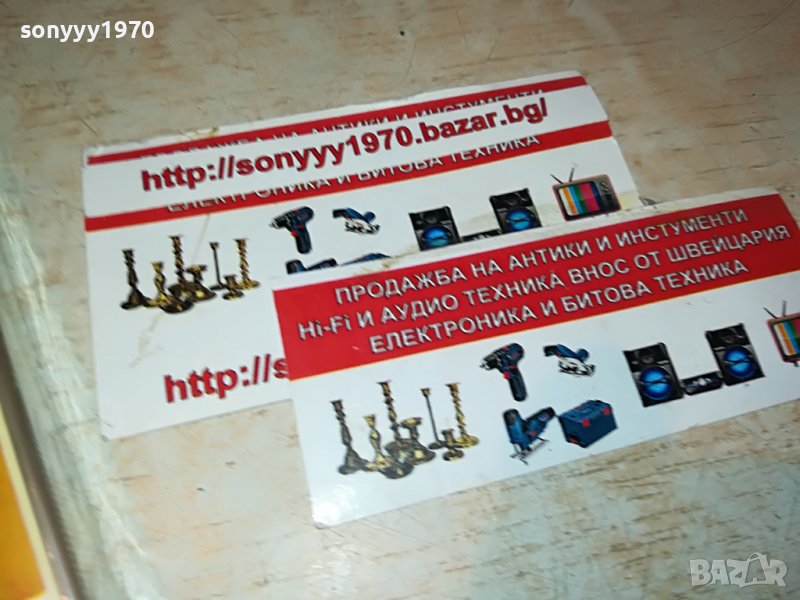 sonyyy1970
http://sonyyy1970.bazar.bg/
ЕЛЕКТРОНИКА И БИТОВА ТЕХНИКА
http://s
ПРОДАЖБА НА АНТИКИ И ИНСТУМЕНТИ
Hi-Fi И АУДИО ТЕХНИКА ВНОС ОТ ШВЕЙЦАРИЯ
ЕЛЕКТРОНИКА И БИТОВА ТЕХНИКА
BAZAR